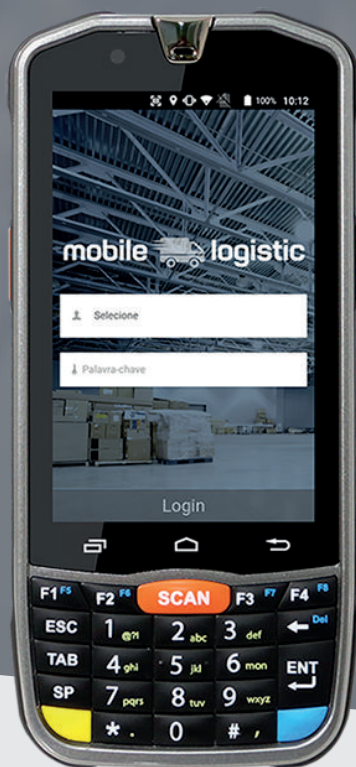 100% 10:12
mobile logistic
Selecione
Palavra-chave
Login
F1 F5 F2 F6 SCAN F3 F7 F4 F8
ESC 1 @?! 2 abc 3 def Del
TAB 4 ghi 5 jkl 6 mon ENT
SP 7 pqrs 8 tuv 9 wxyz
* . 0 # ,